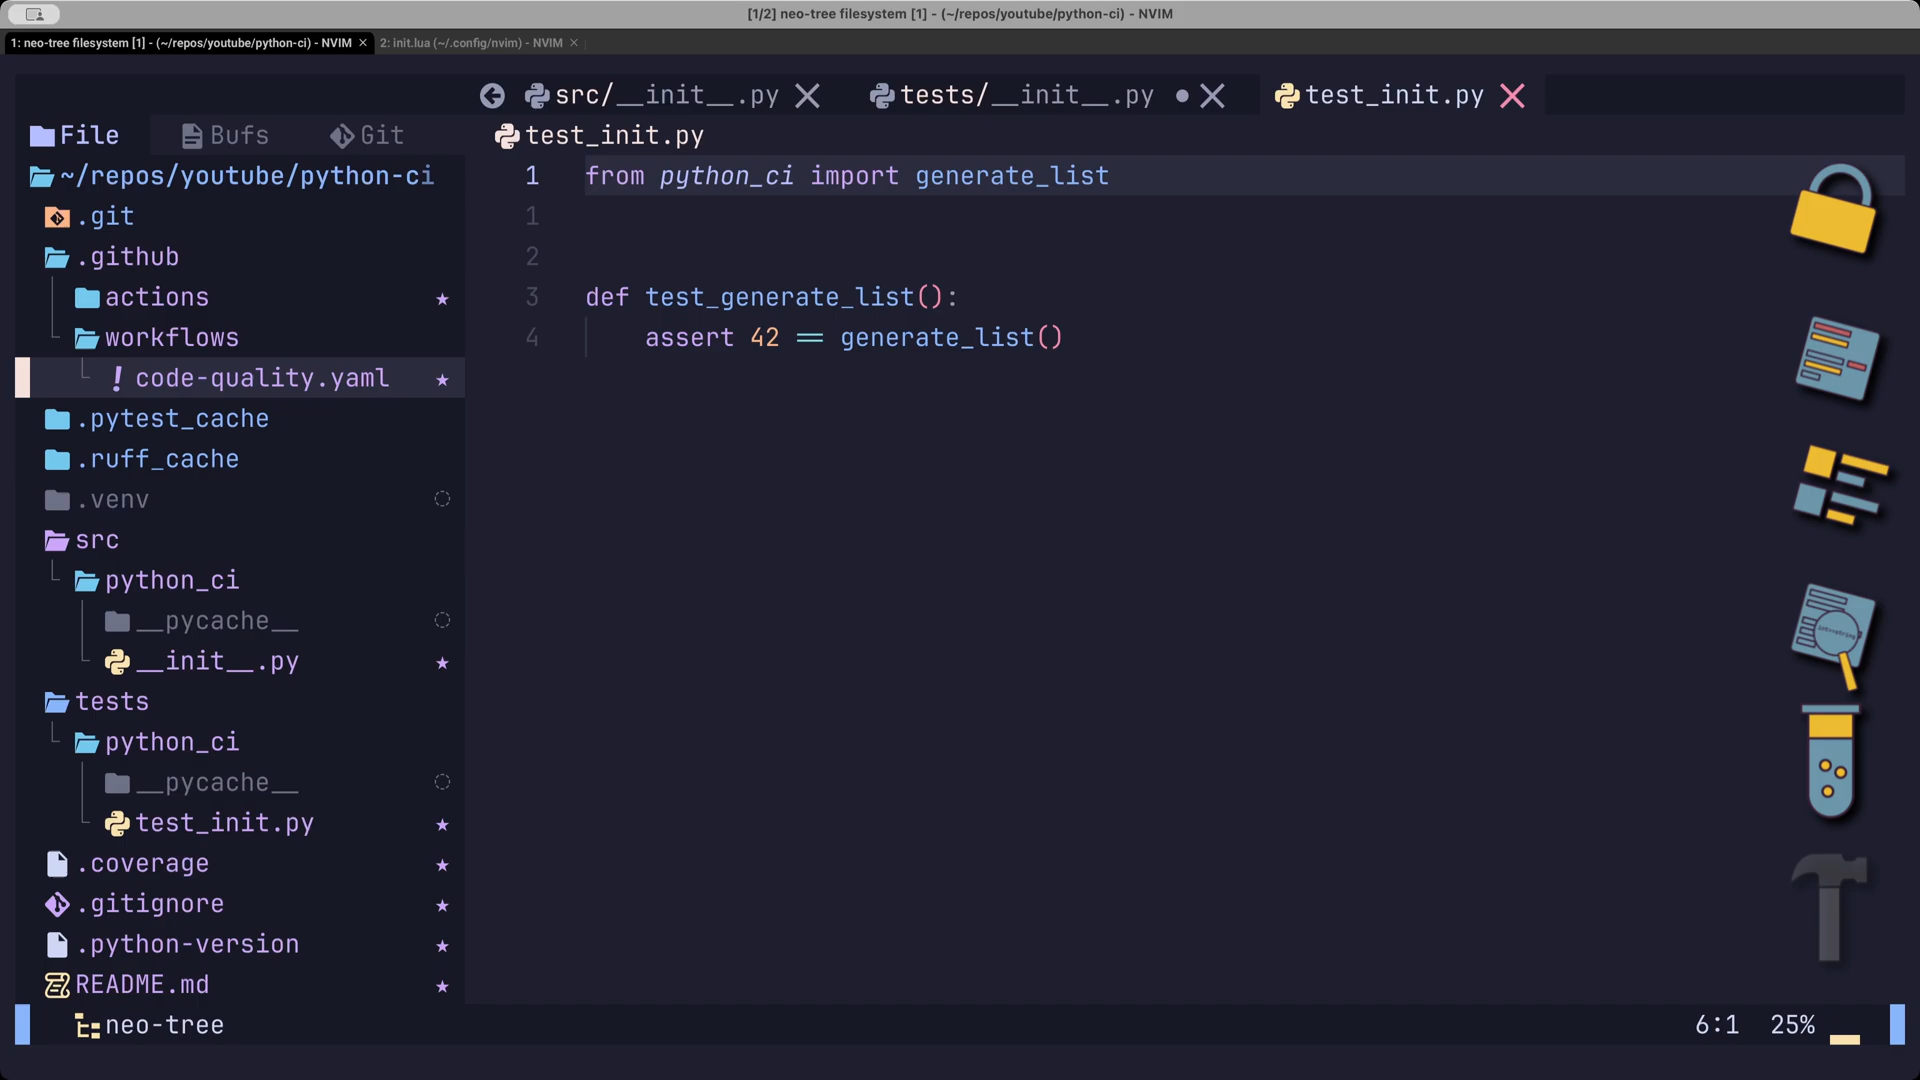 [1/2] neo-tree filesystem [1] - (~/repos/youtube/python-ci) - NVIM
1: neo-tree filesystem [1] - (~/repos/youtube/python-ci) - NVIM
2: init.lua (~/.config/nvim) - NVIM
src/__init__.py
tests/__init__.py
test_init.py
File
Bufs
Git
test_init.py
~/repos/youtube/python-ci
.git
.github
actions
workflows
code-quality.yaml
.pytest_cache
.ruff_cache
.venv
src
python_ci
__pycache__
__init__.py
tests
python_ci
__pycache__
test_init.py
.coverage
.gitignore
.python-version
README.md
1 from python_ci import generate_list
1
2
3 def test_generate_list():
4 assert 42 == generate_list()
neo-tree
6:1 25%